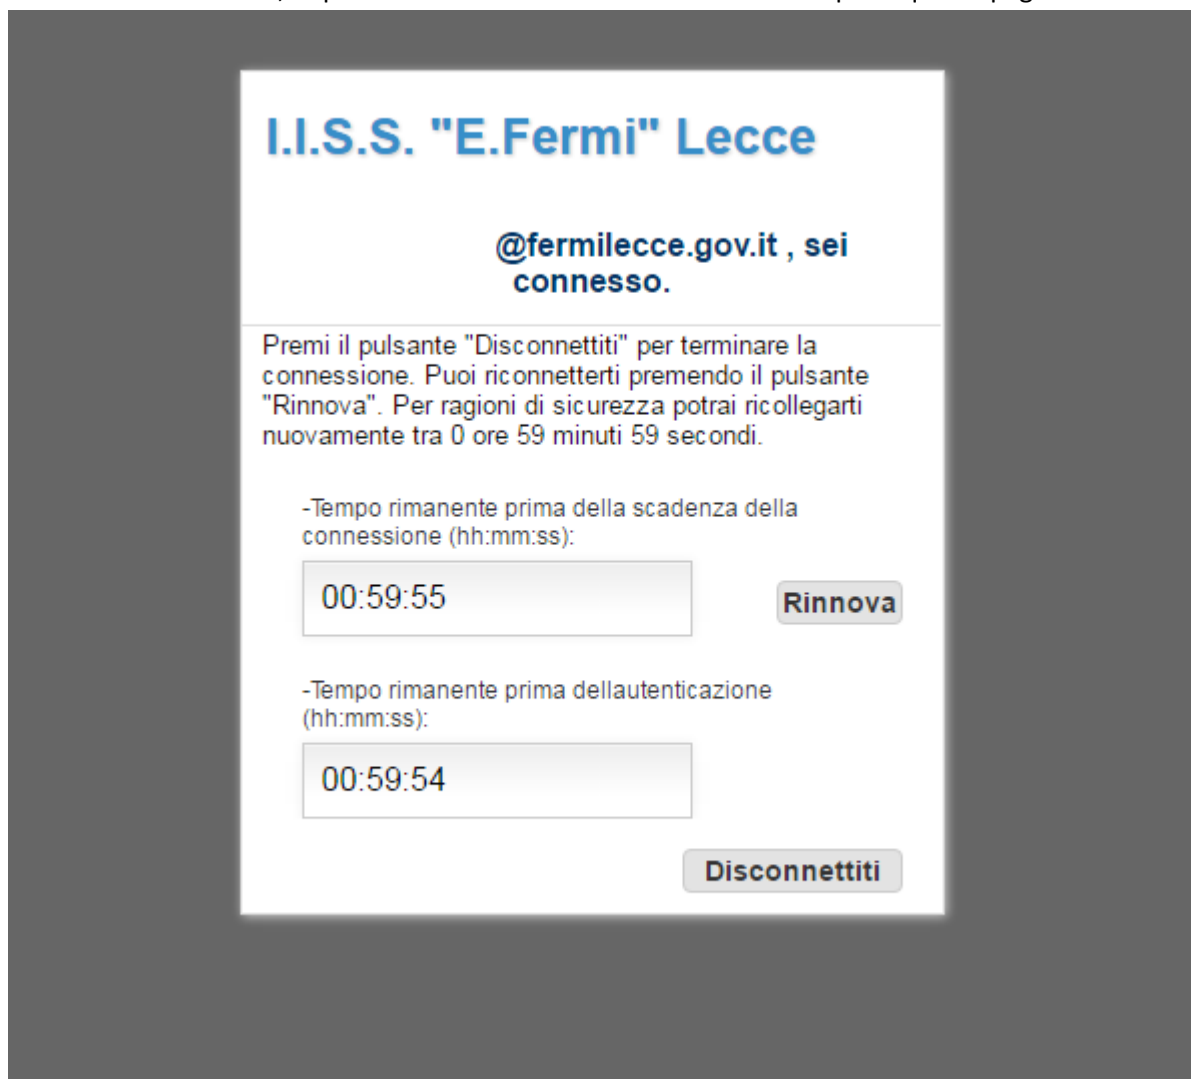 I.I.S.S. "E.Fermi" Lecce
@fermilecce.gov.it , sei
connesso.
Premi il pulsante "Disconnettiti" per terminare la
connessione. Puoi riconnetterti premendo il pulsante
"Rinnova". Per ragioni di sicurezza potrai ricollegarti
nuovamente tra 0 ore 59 minuti 59 secondi.
-Tempo rimanente prima della scadenza della
connessione (hh:mm:ss):
00:59:55
Rinnova
-Tempo rimanente prima dellautenticazione
(hh:mm:ss):
00:59:54
Disconnettiti